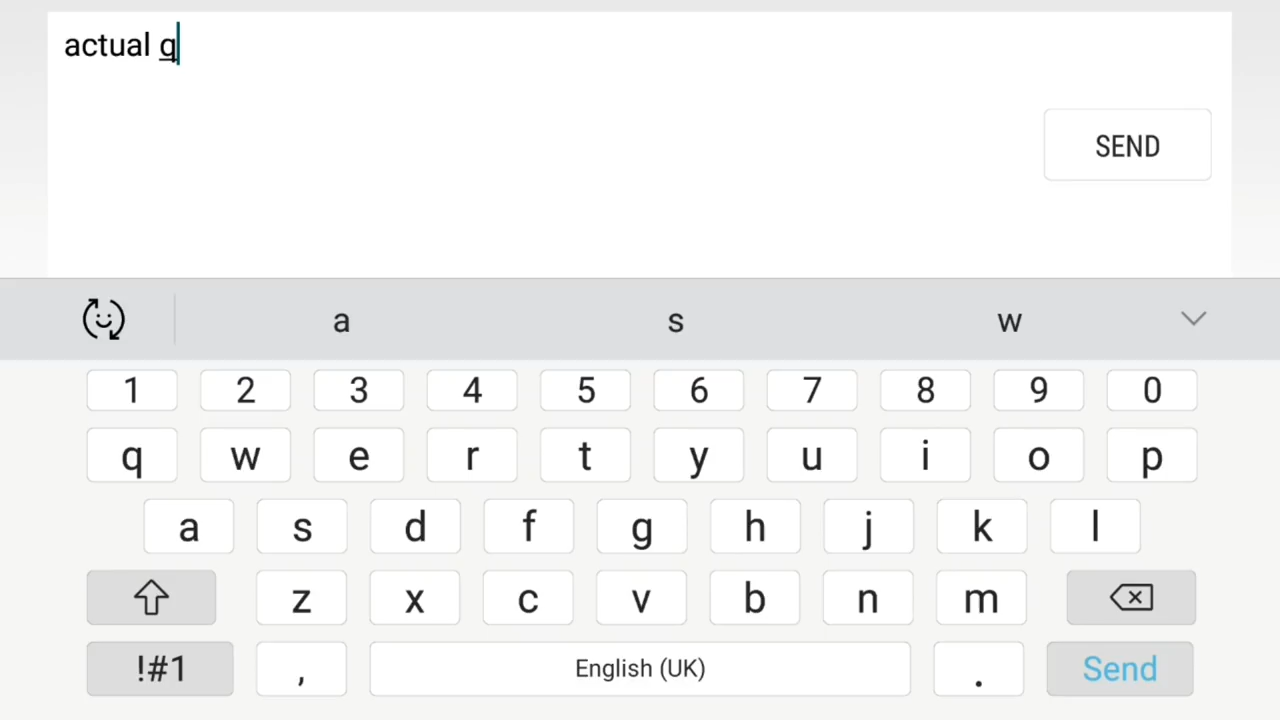 actual q
SEND
a s w
1 2 3 4 5 6 7 8 9 0
q w e r t y u i o p
a s d f g h j k l
z x c v b n m
!#1 , English (UK) . Send